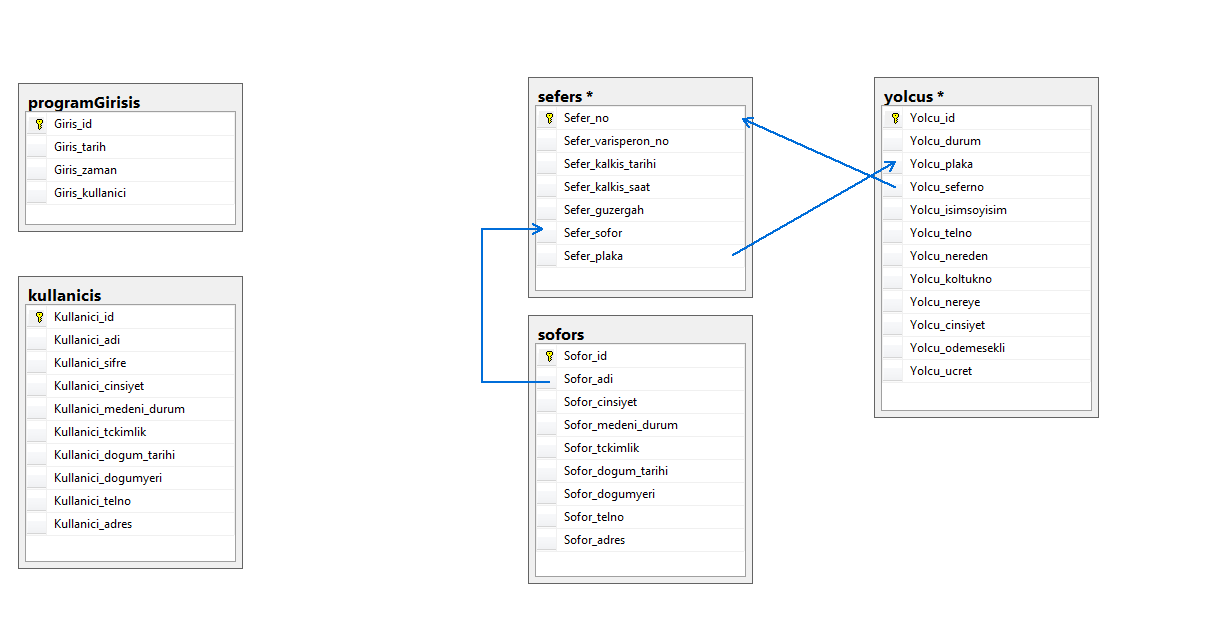 programGirisis
Giris_id
Giris_tarih
Giris_zaman
Giris_kullanici
kullanicis
Kullanici_id
Kullanici_adi
Kullanici_sifre
Kullanici_cinsiyet
Kullanici_medeni_durum
Kullanici_tckimlik
Kullanici_dogum_tarihi
Kullanici_dogumyeri
Kullanici_telno
Kullanici_adres
sefers *
Sefer_no
Sefer_varisperon_no
Sefer_kalkis_tarihi
Sefer_kalkis_saat
Sefer_guzergah
Sefer_sofor
Sefer_plaka
sofors
Sofor_id
Sofor_adi
Sofor_cinsiyet
Sofor_medeni_durum
Sofor_tckimlik
Sofor_dogum_tarihi
Sofor_dogumyeri
Sofor_telno
Sofor_adres
yolcus *
Yolcu_id
Yolcu_durum
Yolcu_plaka
Yolcu_seferno
Yolcu_isimsoyisim
Yolcu_telno
Yolcu_nereden
Yolcu_koltukno
Yolcu_nereye
Yolcu_cinsiyet
Yolcu_odemesekli
Yolcu_ucret